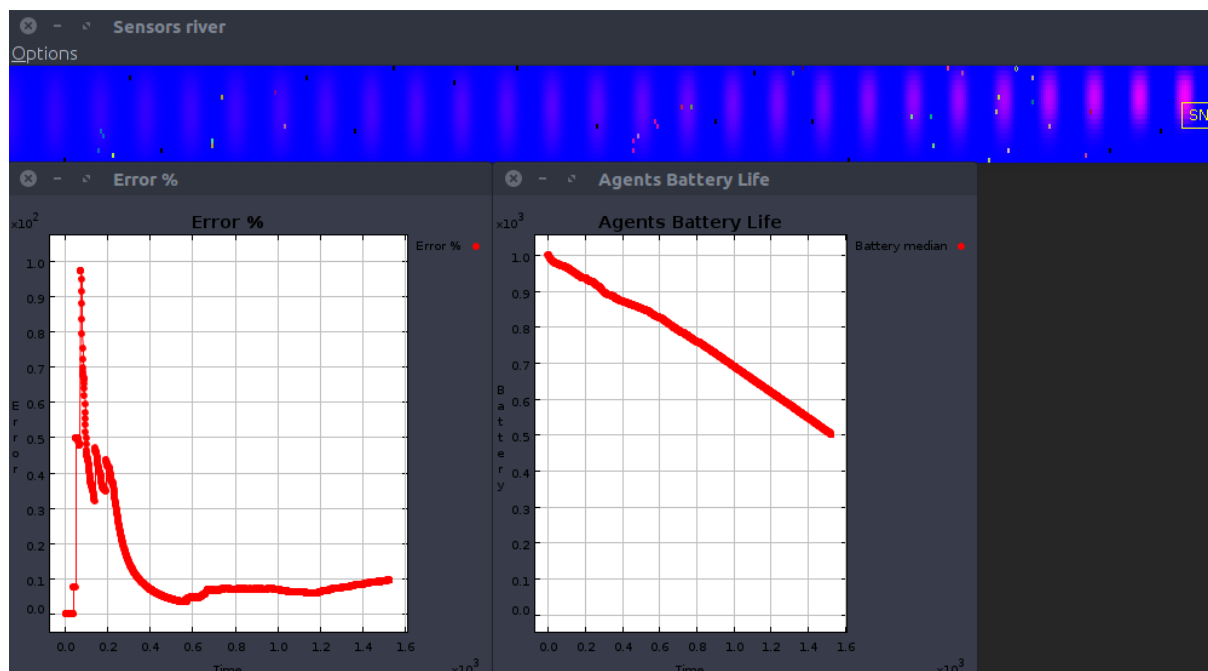 Sensors river
Options
SN
Error %
x10²
Error %
Error %
1.0
0.9
0.8
0.7
0.6
0.5
0.4
0.3
0.2
0.1
0.0
Error
0.0 0.2 0.4 0.6 0.8 1.0 1.2 1.4 1.6
Time
x10³
Agents Battery Life
x10³
Agents Battery Life
Battery median
1.0
0.9
0.8
0.7
0.6
0.5
0.4
0.3
0.2
0.1
0.0
Battery
0.0 0.2 0.4 0.6 0.8 1.0 1.2 1.4 1.6
Time
x10³